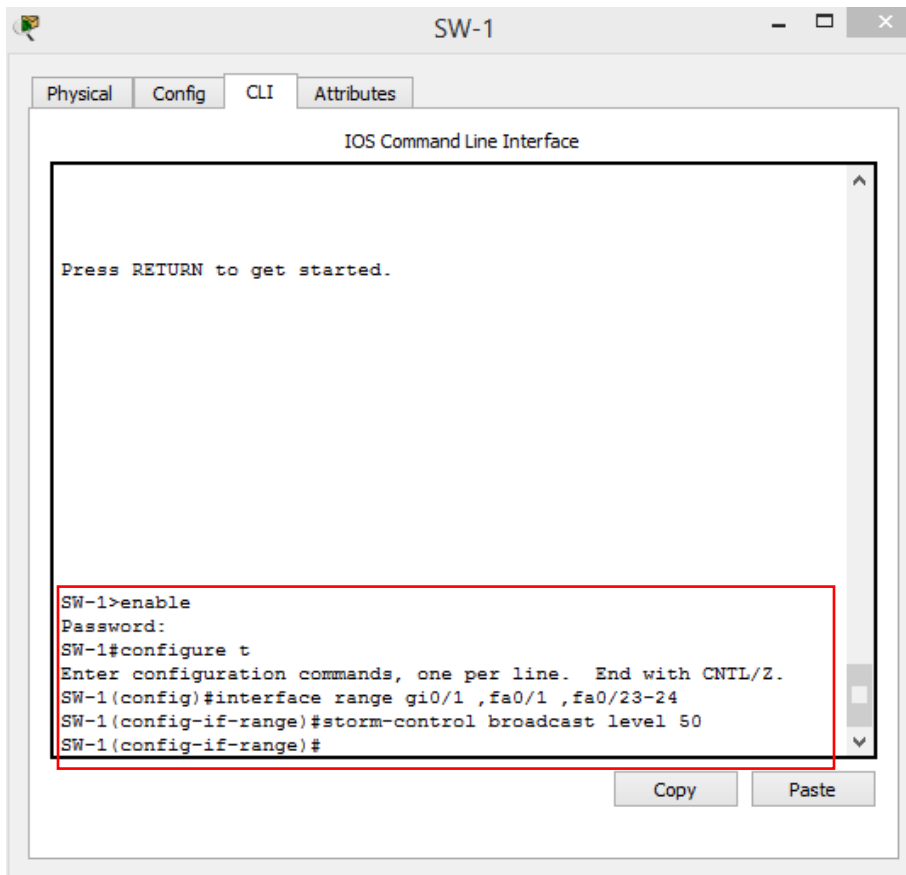 SW-1
Physical Config CLI Attributes
IOS Command Line Interface
Press RETURN to get started.
SW-1>enable
Password:
SW-1#configure t
Enter configuration commands, one per line.  End with CNTL/Z.
SW-1(config)#interface range gi0/1 ,fa0/1 ,fa0/23-24
SW-1(config-if-range)#storm-control broadcast level 50
SW-1(config-if-range)#
Copy Paste